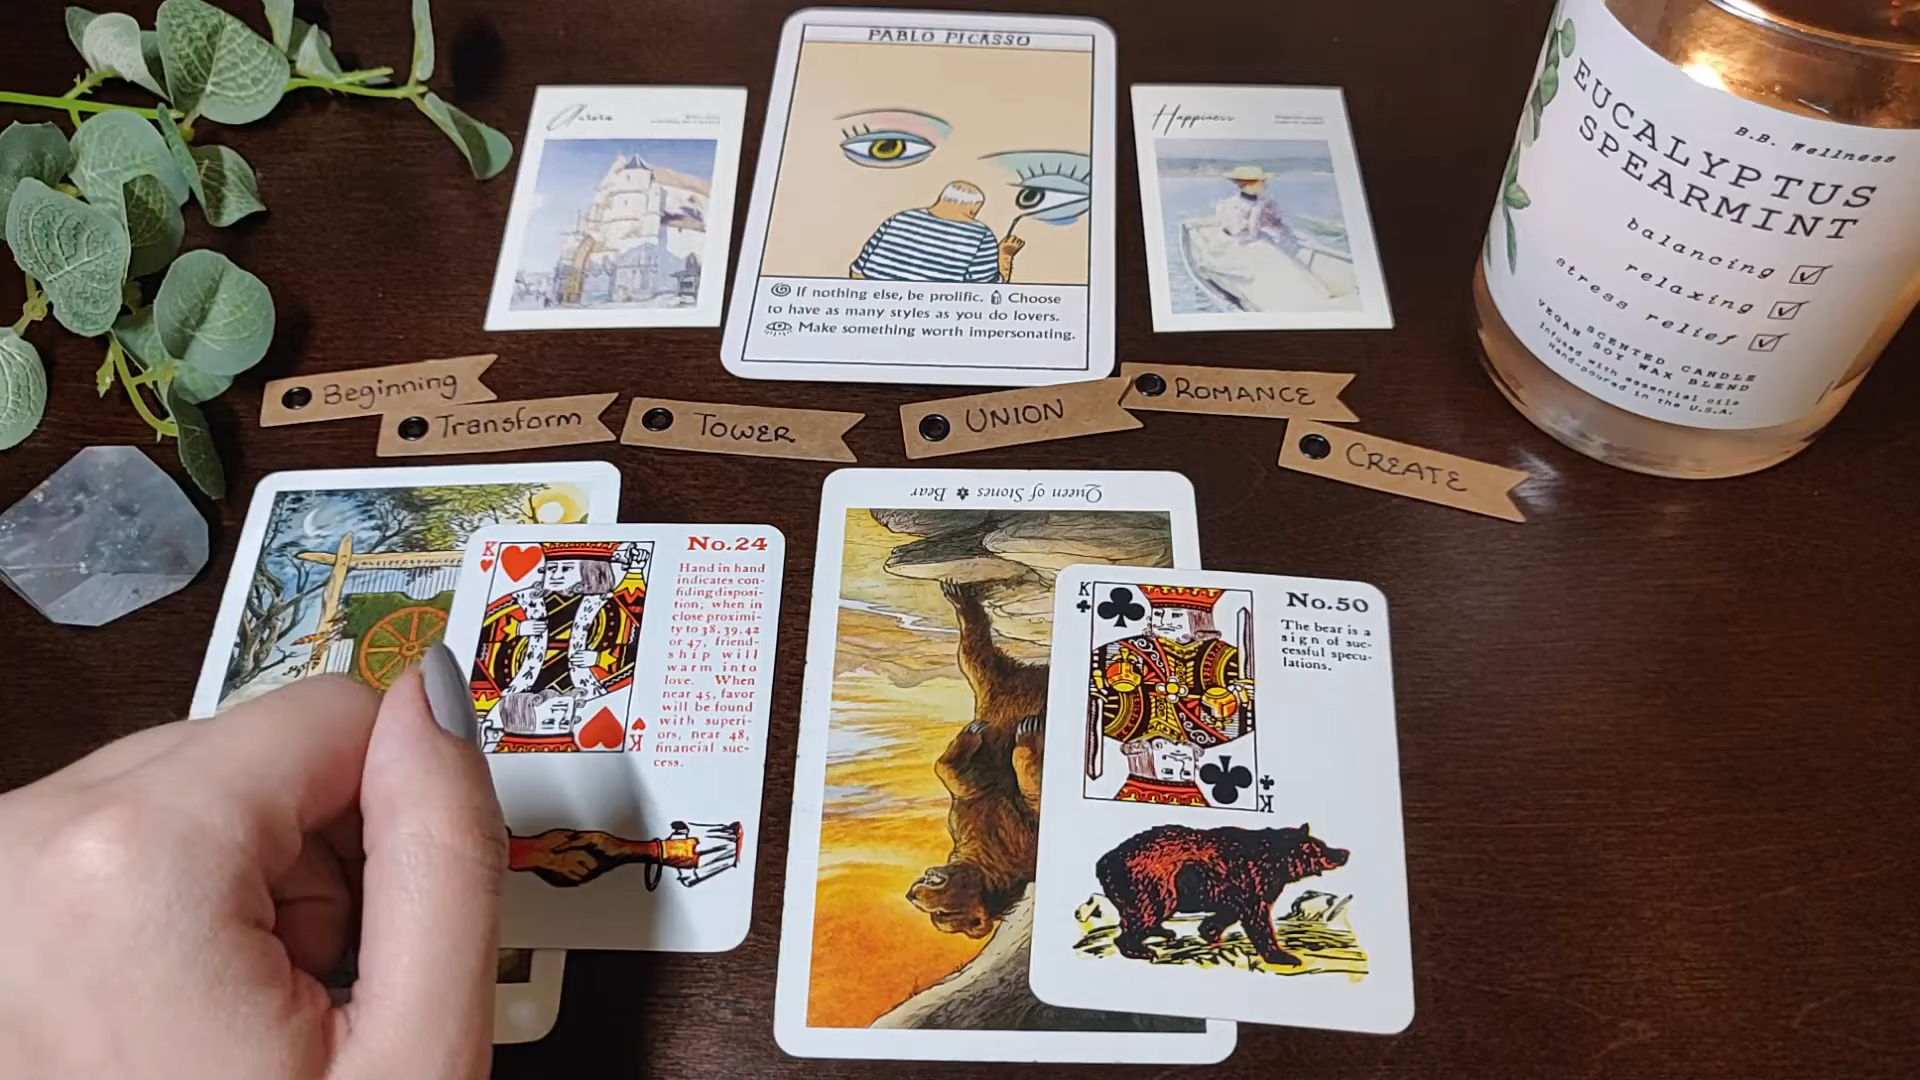 PABLO PICASSO
If nothing else, be prolific. Choose
to have as many styles as you do lovers.
Make something worth impersonating.
Happiness
B.B. Wellness
EUCALYPTUS
SPEARMINT
balancing
relaxing
stress relief
VEGAN SCENTED CANDLE
SOY WAX BLEND
Infused with essential oils
Hand-poured in the U.S.A.
Beginning
Transform
TOWER
UNION
ROMANCE
CREATE
K
No.24
Hand in hand
indicates con-
fiding disposi-
tion; when in
close proximi-
ty to 38, 39, 42
or 47, friend-
ship will
warm into
love. When
near 45, favor
will be found
with superi-
ors, near 48,
financial suc-
cess.
K
Queen of Stones Bear
K
No.50
The bear is a
sign of suc-
cessful specu-
lations.
K